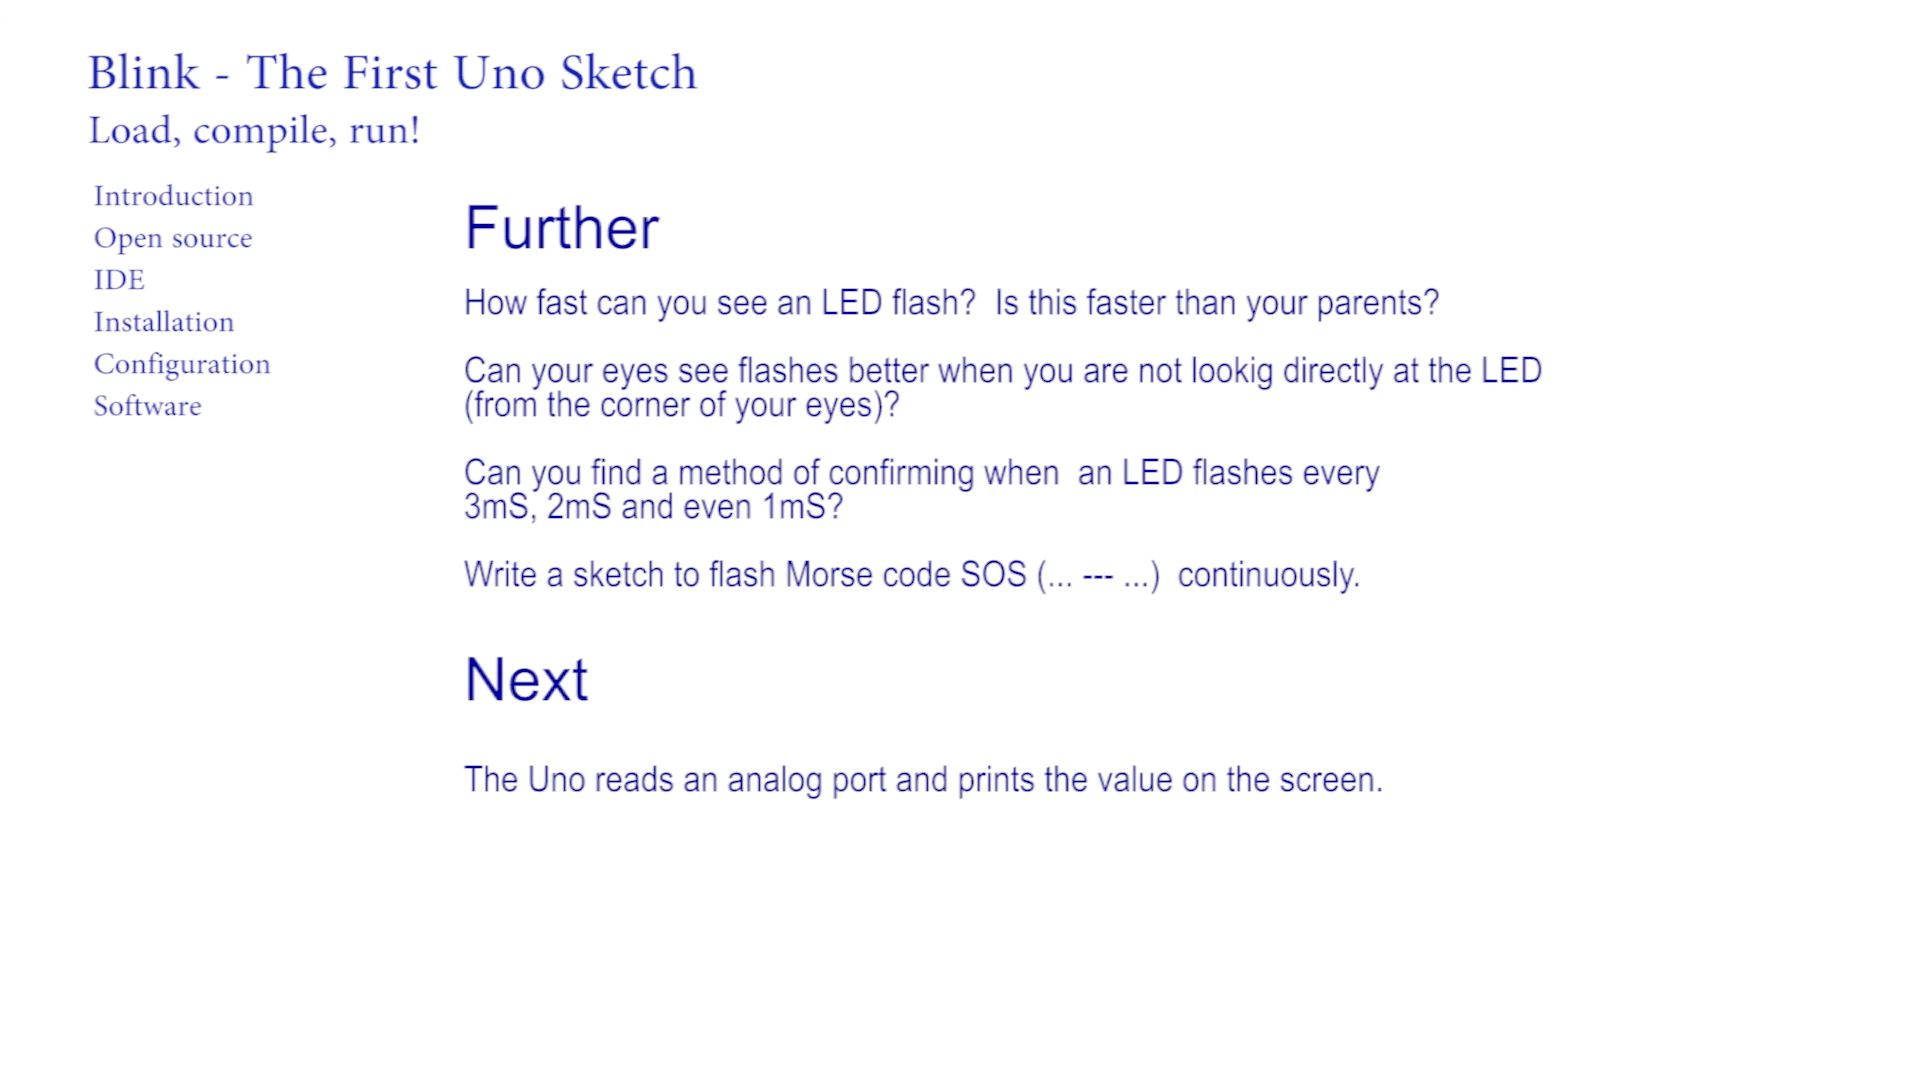 Blink - The First Uno Sketch
Load, compile, run!
Introduction
Open source
IDE
Installation
Configuration
Software
Further
How fast can you see an LED flash?  Is this faster than your parents?
Can your eyes see flashes better when you are not lookig directly at the LED
(from the corner of your eyes)?
Can you find a method of confirming when  an LED flashes every
3mS, 2mS and even 1mS?
Write a sketch to flash Morse code SOS (... --- ...)  continuously.
Next
The Uno reads an analog port and prints the value on the screen.